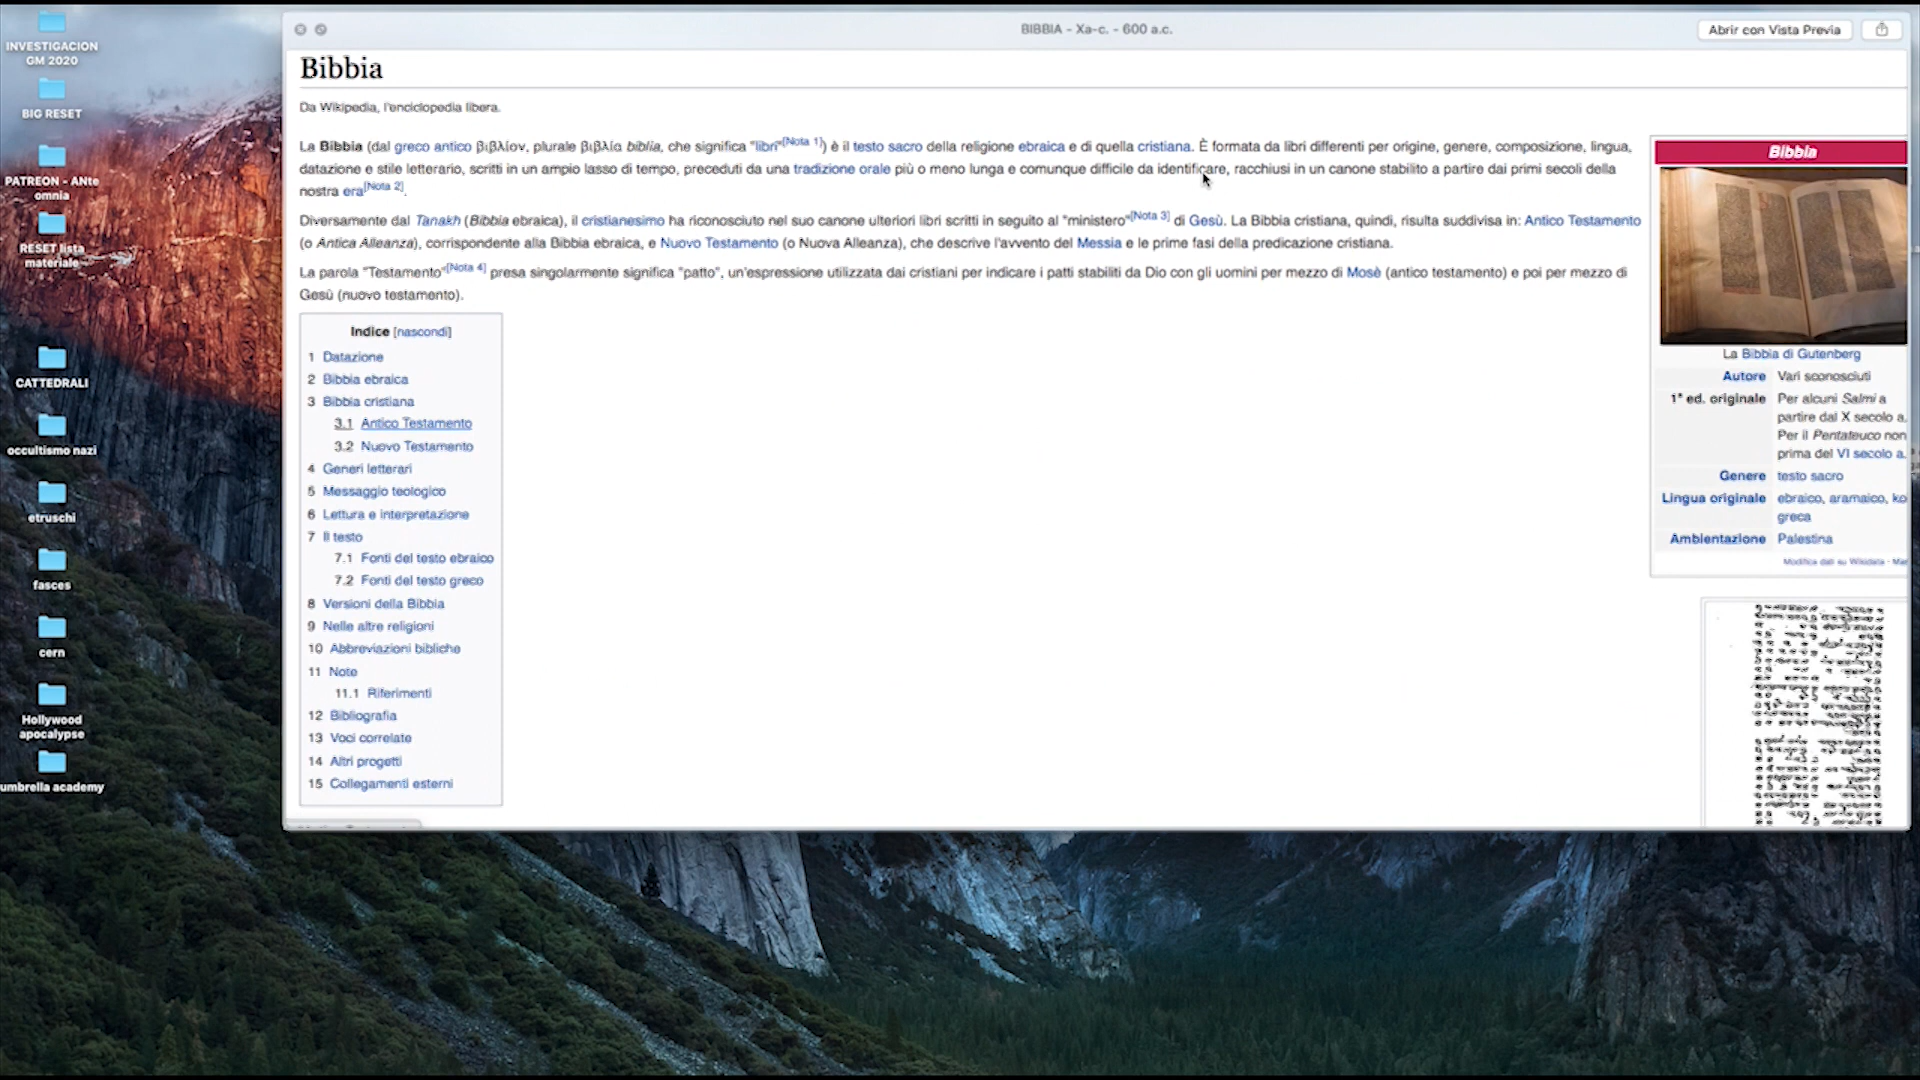 INVESTIGACION
GM 2020
BIG RESET
PATREON - ANte
omnia
RESET lista
materiale
CATTEDRALI
occultismo nazi
etruschi
fasces
cern
Hollywood
apocalypse
umbrella academy
BIBBIA - Xa-c. - 600 a.c.
Abrir con Vista Previa
Bibbia
Da Wikipedia, l'enciclopedia libera.
La Bibbia (dal greco antico βιβλίον, plurale βιβλία biblia, che significa "libri"[Nota 1]) è il testo sacro della religione ebraica e di quella cristiana. È formata da libri differenti per origine, genere, composizione, lingua,
datazione e stile letterario, scritti in un ampio lasso di tempo, preceduti da una tradizione orale più o meno lunga e comunque difficile da identificare, racchiusi in un canone stabilito a partire dai primi secoli della
nostra era[Nota 2].
Diversamente dal Tanakh (Bibbia ebraica), il cristianesimo ha riconosciuto nel suo canone ulteriori libri scritti in seguito al "ministero"[Nota 3] di Gesù. La Bibbia cristiana, quindi, risulta suddivisa in: Antico Testamento
(o Antica Alleanza), corrispondente alla Bibbia ebraica, e Nuovo Testamento (o Nuova Alleanza), che descrive l'avvento del Messia e le prime fasi della predicazione cristiana.
La parola "Testamento"[Nota 4] presa singolarmente significa "patto", un'espressione utilizzata dai cristiani per indicare i patti stabiliti da Dio con gli uomini per mezzo di Mosè (antico testamento) e poi per mezzo di
Gesù (nuovo testamento).
Indice [nascondi]
1 Datazione
2 Bibbia ebraica
3 Bibbia cristiana
3.1 Antico Testamento
3.2 Nuovo Testamento
4 Generi letterari
5 Messaggio teologico
6 Lettura e interpretazione
7 Il testo
7.1 Fonti del testo ebraico
7.2 Fonti del testo greco
8 Versioni della Bibbia
9 Nelle altre religioni
10 Abbreviazioni bibliche
11 Note
11.1 Riferimenti
12 Bibliografia
13 Voci correlate
14 Altri progetti
15 Collegamenti esterni
Bibbia
La Bibbia di Gutenberg
Autore Vari sconosciuti
1ª ed. originale Per alcuni Salmi a
partire dal X secolo a.
Per il Pentateuco non
prima del VI secolo a.
Genere testo sacro
Lingua originale ebraico, aramaico, ko
greca
Ambientazione Palestina
Modifica dati su Wikidata · Man